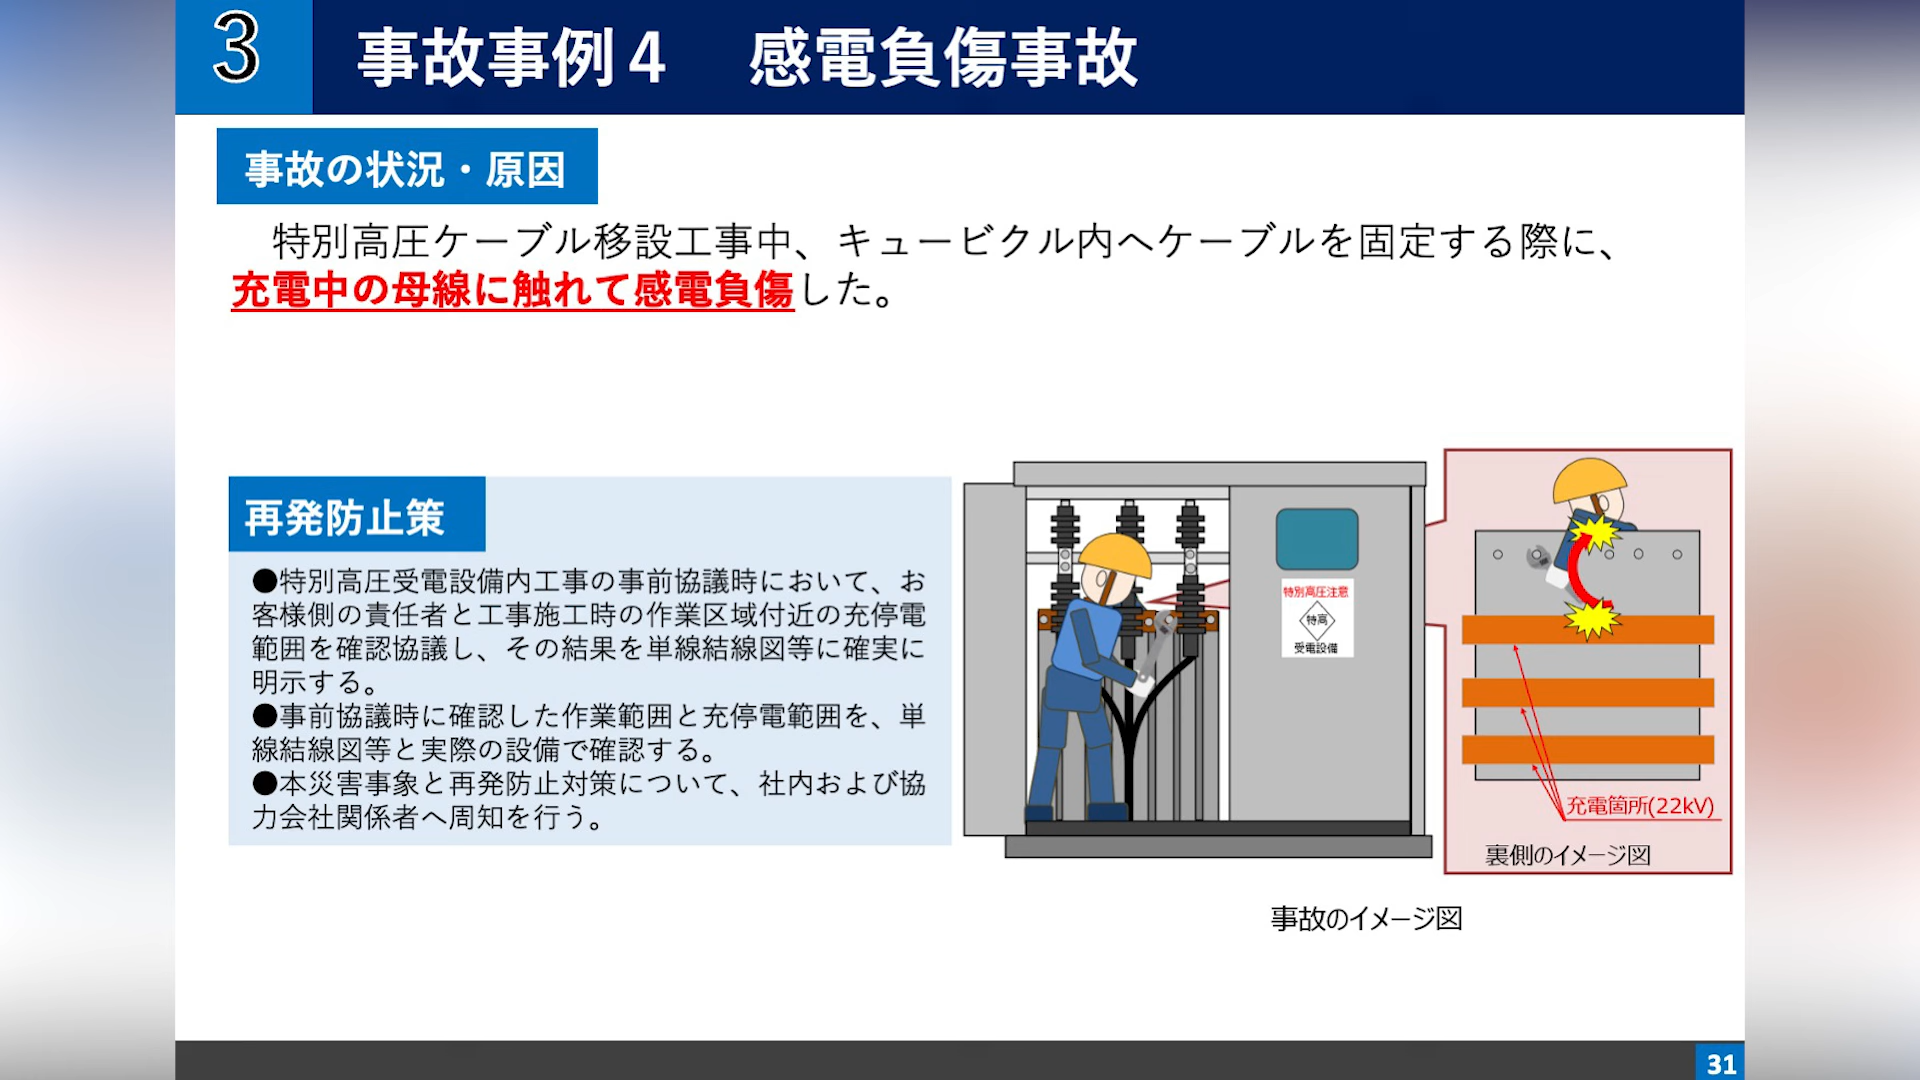 3
事故事例４　感電負傷事故
事故の状況・原因
特別高圧ケーブル移設工事中、キュービクル内へケーブルを固定する際に、
充電中の母線に触れて感電負傷した。
再発防止策
●特別高圧受電設備内工事の事前協議時において、お
客様側の責任者と工事施工時の作業区域付近の充停電
範囲を確認協議し、その結果を単線結線図等に確実に
明示する。
●事前協議時に確認した作業範囲と充停電範囲を、単
線結線図等と実際の設備で確認する。
●本災害事象と再発防止対策について、社内および協
力会社関係者へ周知を行う。
特別高圧注意
特高
受電設備
充電箇所(22kV)
裏側のイメージ図
事故のイメージ図
31